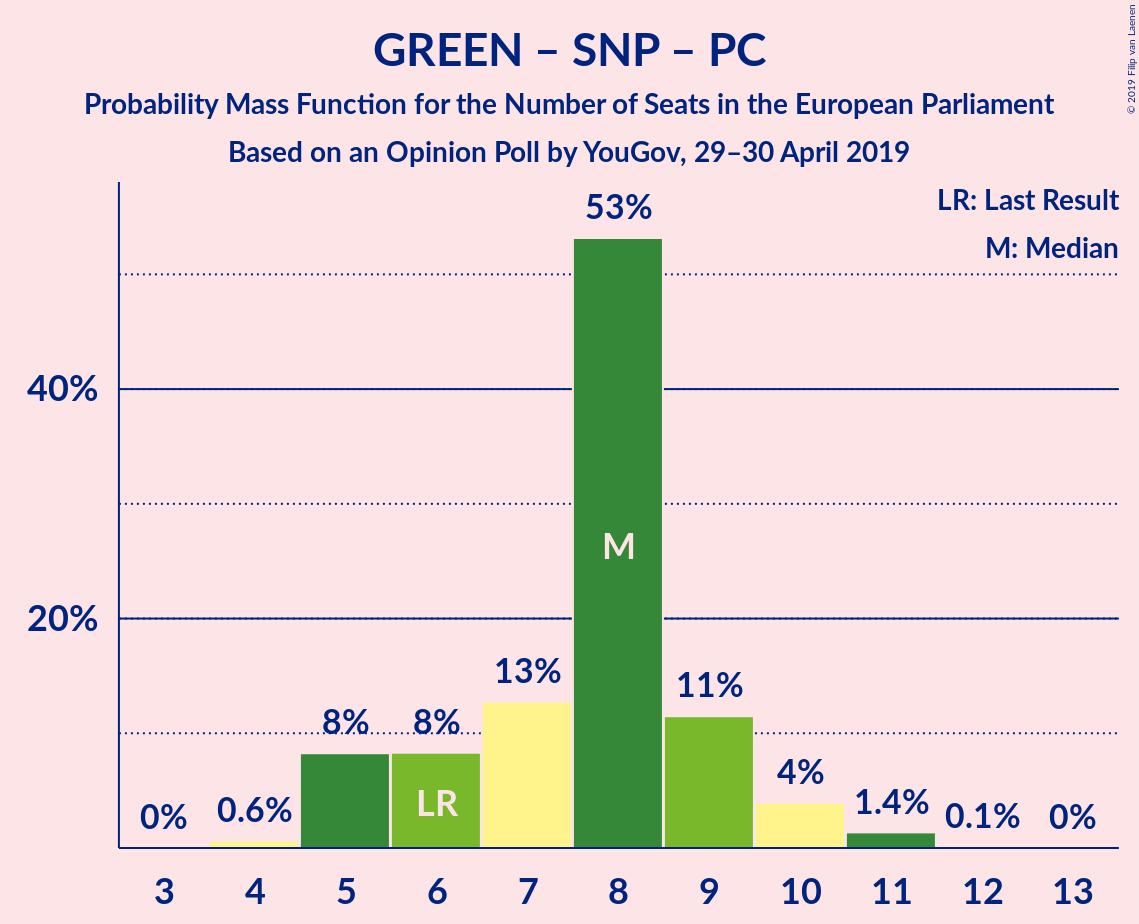 GREEN – SNP – PC
Probability Mass Function for the Number of Seats in the European Parliament
Based on an Opinion Poll by YouGov, 29–30 April 2019
© 2019 Filip van Laenen
LR: Last Result
M: Median
53%
40%
20%
0%
0.6%
8%
8%
13%
11%
4%
1.4%
0.1%
0%
M
LR
3 4 5 6 7 8 9 10 11 12 13